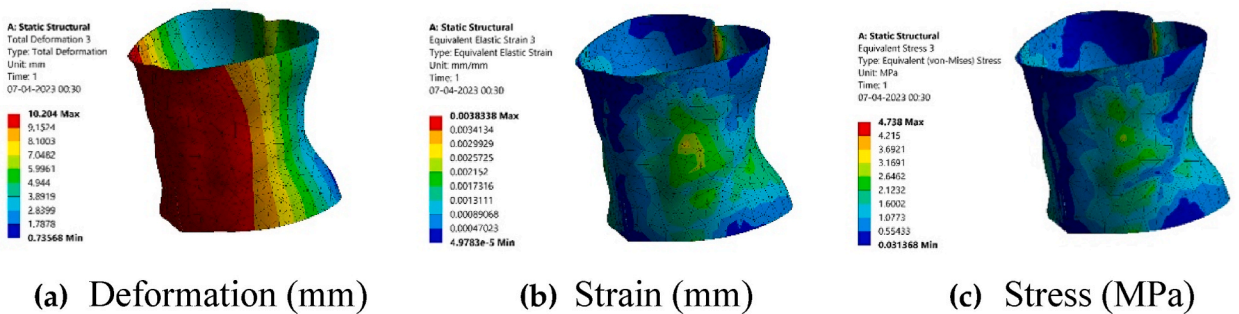 A: Static Structural
Total Deformation 3
Type: Total Deformation
Unit: mm
Time: 1
07-04-2023 00:30
10.204 Max
9.1524
8.1003
7.0482
5.9961
4.944
3.8919
2.8399
1.7878
0.73568 Min
A: Static Structural
Equivalent Elastic Strain 3
Type: Equivalent Elastic Strain
Unit: mm/mm
Time: 1
07-04-2023 00:30
0.0038338 Max
0.0034134
0.0029929
0.0025725
0.002152
0.0017316
0.0013111
0.00089068
0.00047023
4.9783e-5 Min
A: Static Structural
Equivalent Stress 3
Type: Equivalent (von-Mises) Stress
Unit: MPa
Time: 1
07-04-2023 00:30
4.738 Max
4.215
3.6921
3.1691
2.6462
2.1232
1.6002
1.0773
0.55433
0.031368 Min
(a) Deformation (mm)
(b) Strain (mm)
(c) Stress (MPa)